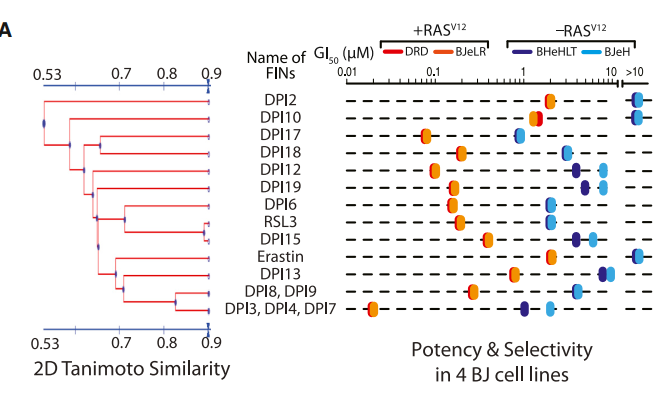 A
+RASV12
−RASV12
Name of FINs
GI50 (μM)
DRD
BJeLR
BHeHLT
BJeH
0.53 0.7 0.8 0.9
0.01 0.1 1 10 >10
DPI2
DPI10
DPI17
DPI18
DPI12
DPI19
DPI6
RSL3
DPI15
Erastin
DPI13
DPI8, DPI9
DPI3, DPI4, DPI7
0.53 0.7 0.8 0.9
2D Tanimoto Similarity
Potency & Selectivity
in 4 BJ cell lines